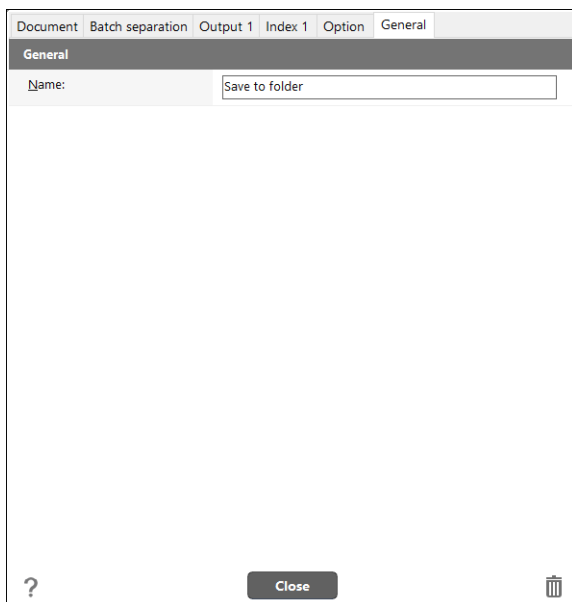 Document Batch separation Output 1 Index 1 Option General
General
Name: Save to folder
? Close